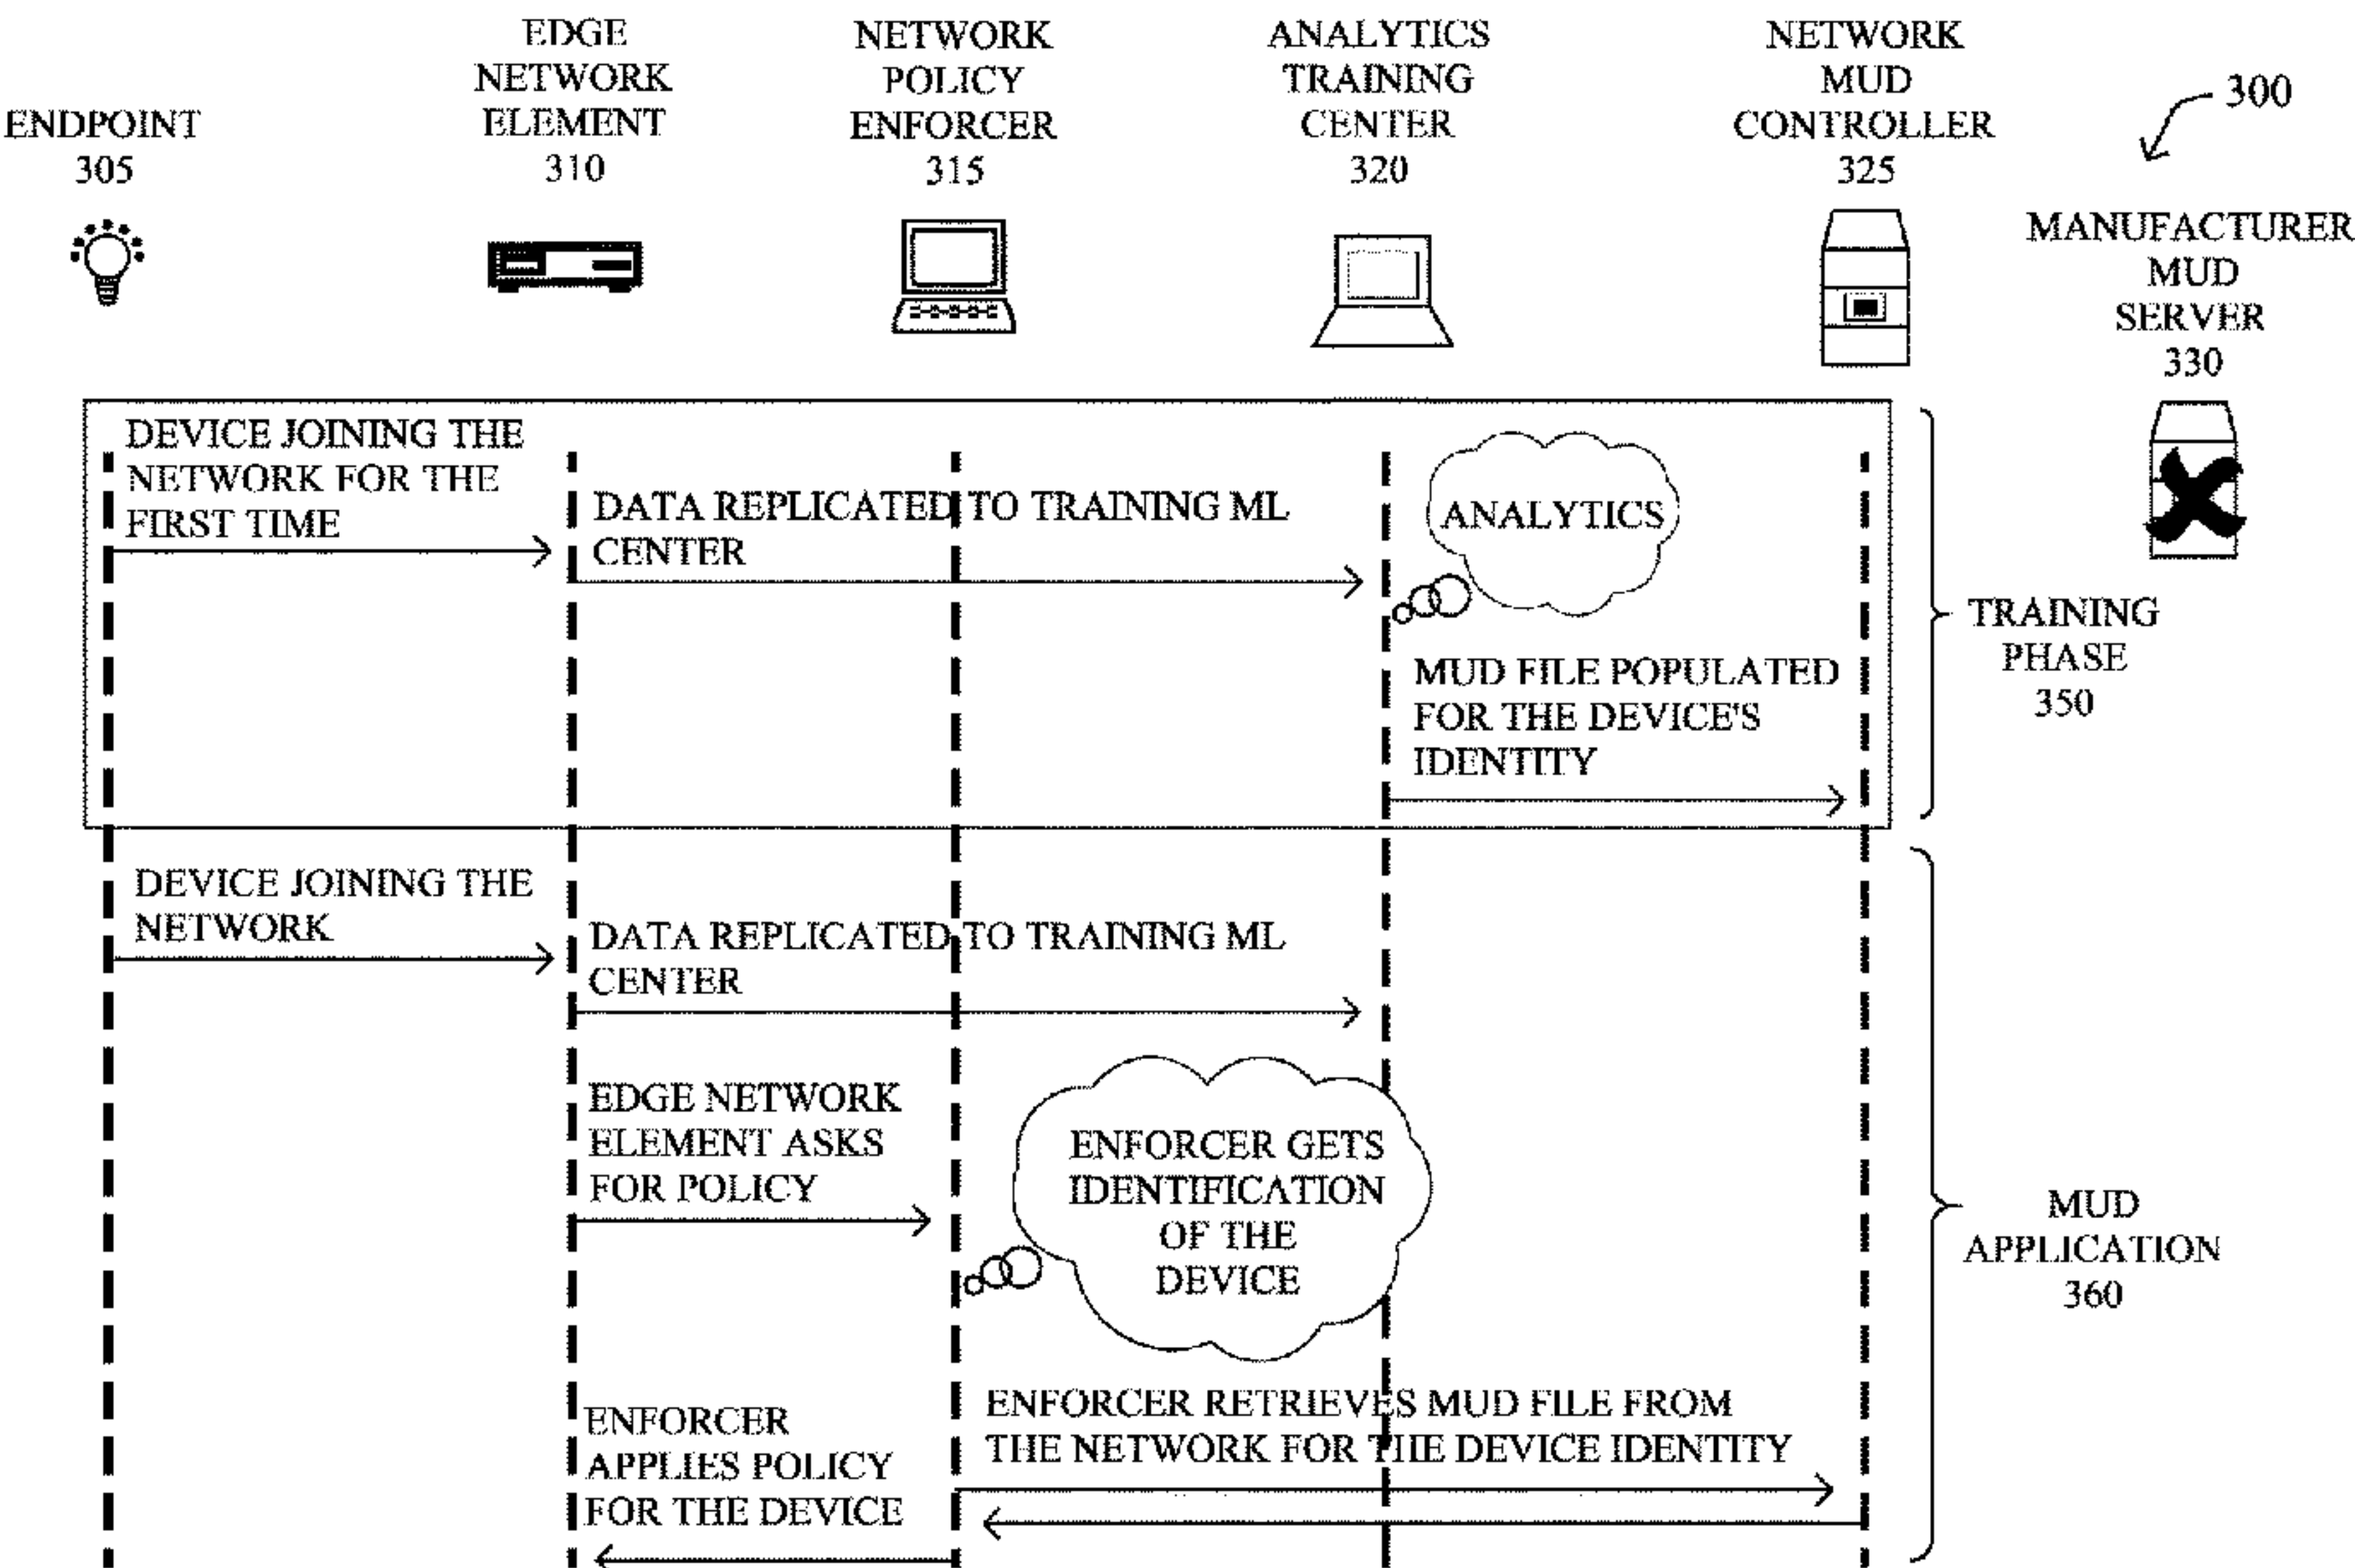 EDGE
NETWORK
ELEMENT
310
NETWORK
POLICY
ENFORCER
315
ANALYTICS
TRAINING
CENTER
320
NETWORK
MUD
CONTROLLER
325
300
ENDPOINT
305
MANUFACTURER
MUD
SERVER
330
DEVICE JOINING THE
NETWORK FOR THE
FIRST TIME
DATA REPLICATED TO TRAINING ML
CENTER
ANALYTICS
MUD FILE POPULATED
FOR THE DEVICE'S
IDENTITY
TRAINING
PHASE
350
DEVICE JOINING THE
NETWORK
DATA REPLICATED TO TRAINING ML
CENTER
EDGE NETWORK
ELEMENT ASKS
FOR POLICY
ENFORCER GETS
IDENTIFICATION
OF THE
DEVICE
MUD
APPLICATION
360
ENFORCER RETRIEVES MUD FILE FROM
THE NETWORK FOR THE DEVICE IDENTITY
ENFORCER
APPLIES POLICY
FOR THE DEVICE